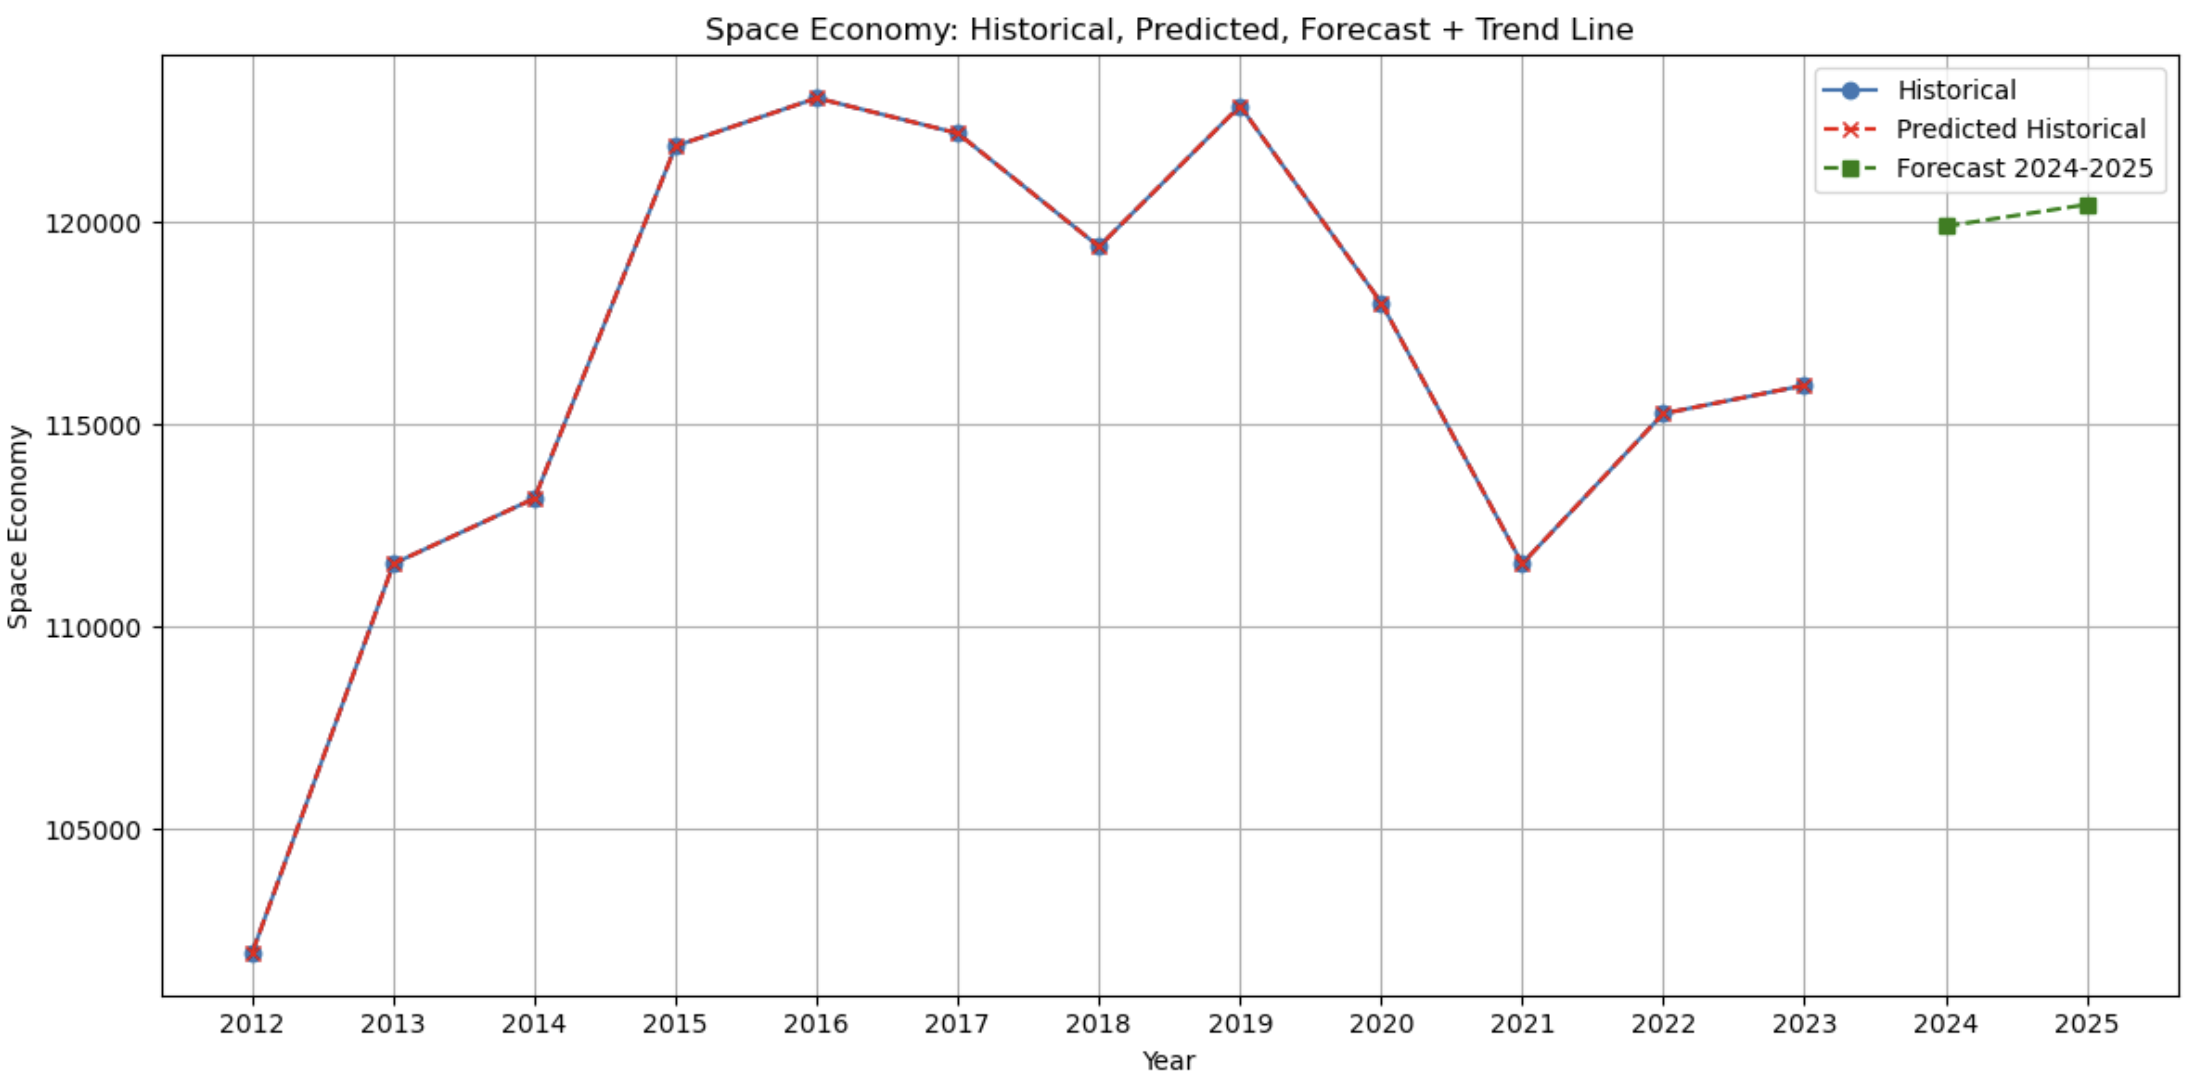 Space Economy: Historical, Predicted, Forecast + Trend Line
Historical
Predicted Historical
Forecast 2024-2025
120000
115000
110000
105000
Space Economy
2012 2013 2014 2015 2016 2017 2018 2019 2020 2021 2022 2023 2024 2025
Year